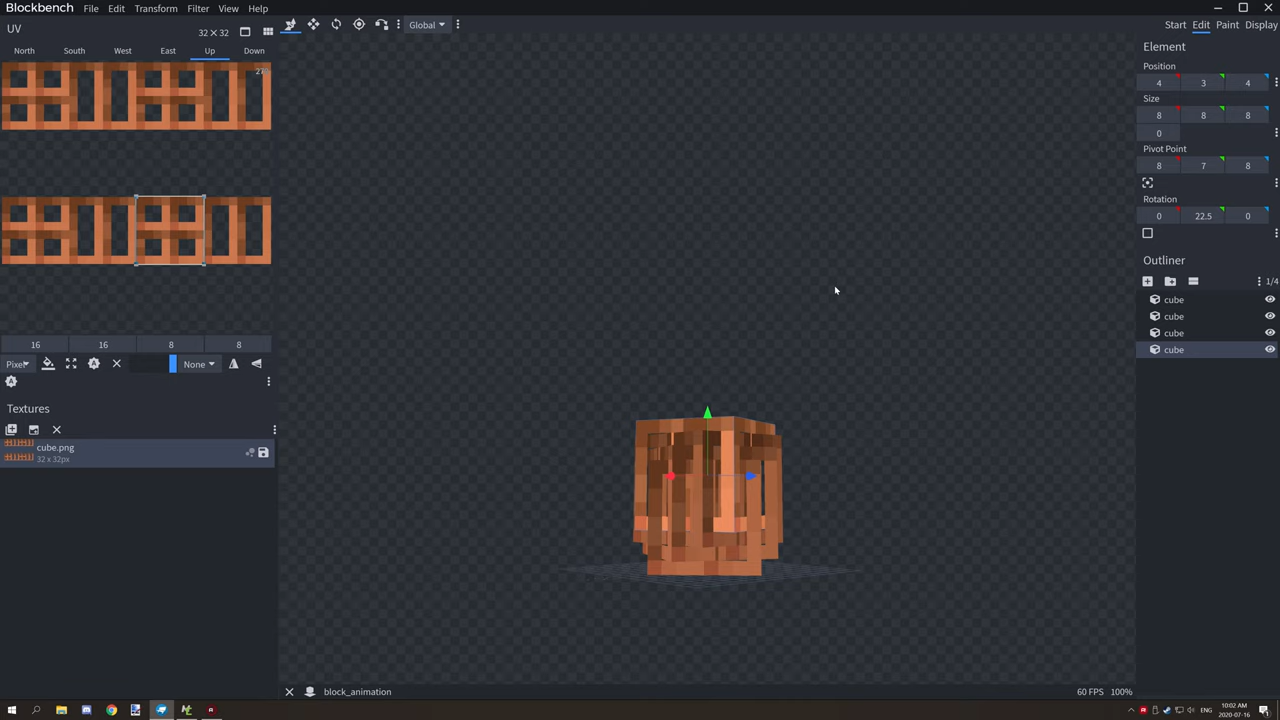 Blockbench File Edit Transform Filter View Help
UV 32×32 Global Start Edit Paint Display
North South West East Up Down
Element
Position
4 3 4
Size
8 8 8
0
Pivot Point
8 7 8
Rotation
0 22.5 0
Outliner
1/4
cube
cube
cube
cube
16 16 8 8
Pixel None
Textures
cube.png
32 x 32px
block_animation 60 FPS 100%
ENG 10:02 AM
2020-07-16